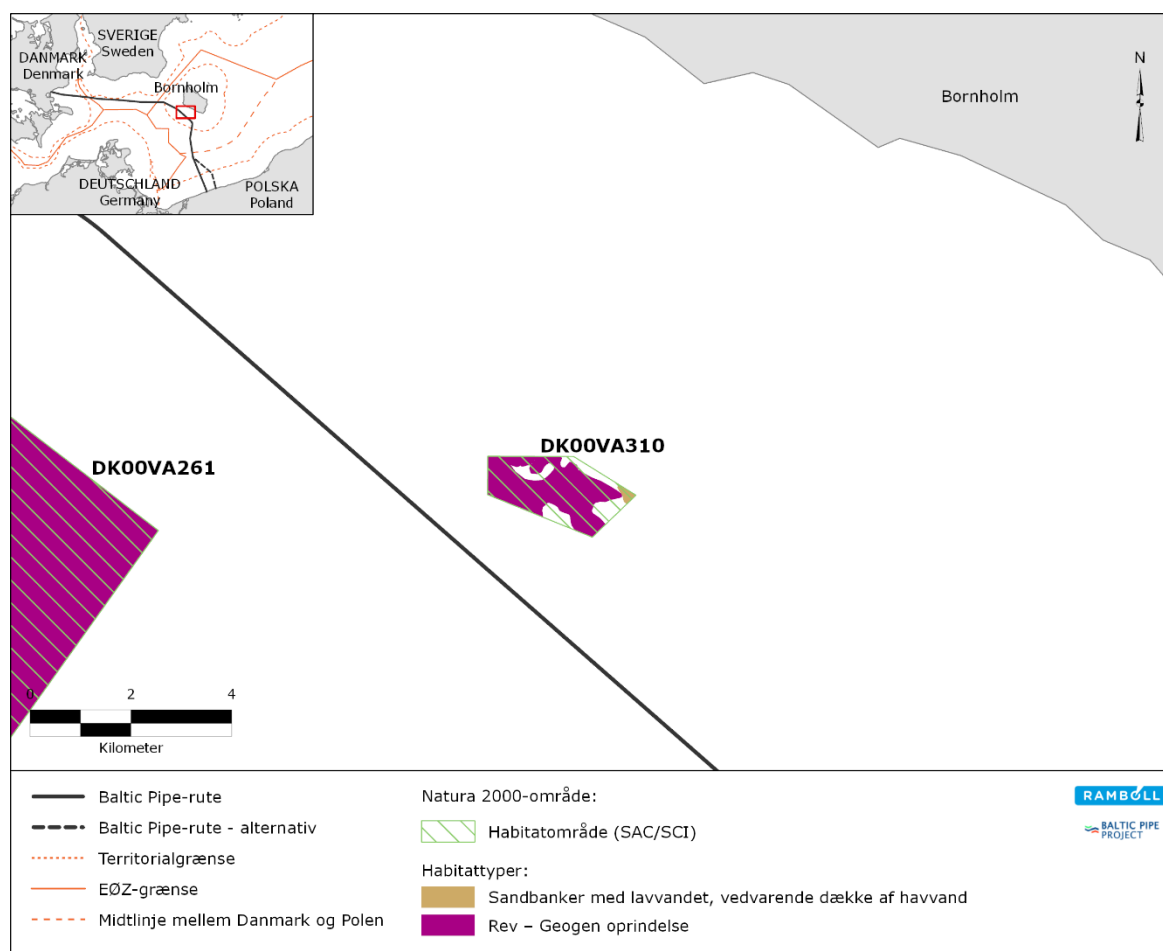 SVERIGE
Sweden
DANMARK
Denmark
Bornholm
DEUTSCHLAND
Germany
POLSKA
Poland
N
Bornholm
DK00VA310
DK00VA261
0 2 4
Kilometer
Baltic Pipe-rute
Baltic Pipe-rute - alternativ
Territorialgrænse
EØZ-grænse
Midtlinje mellem Danmark og Polen
Natura 2000-område:
Habitatområde (SAC/SCI)
Habitattyper:
Sandbanker med lavvandet, vedvarende dække af havvand
Rev – Geogen oprindelse
RAMBOLL
BALTIC PIPE
PROJECT